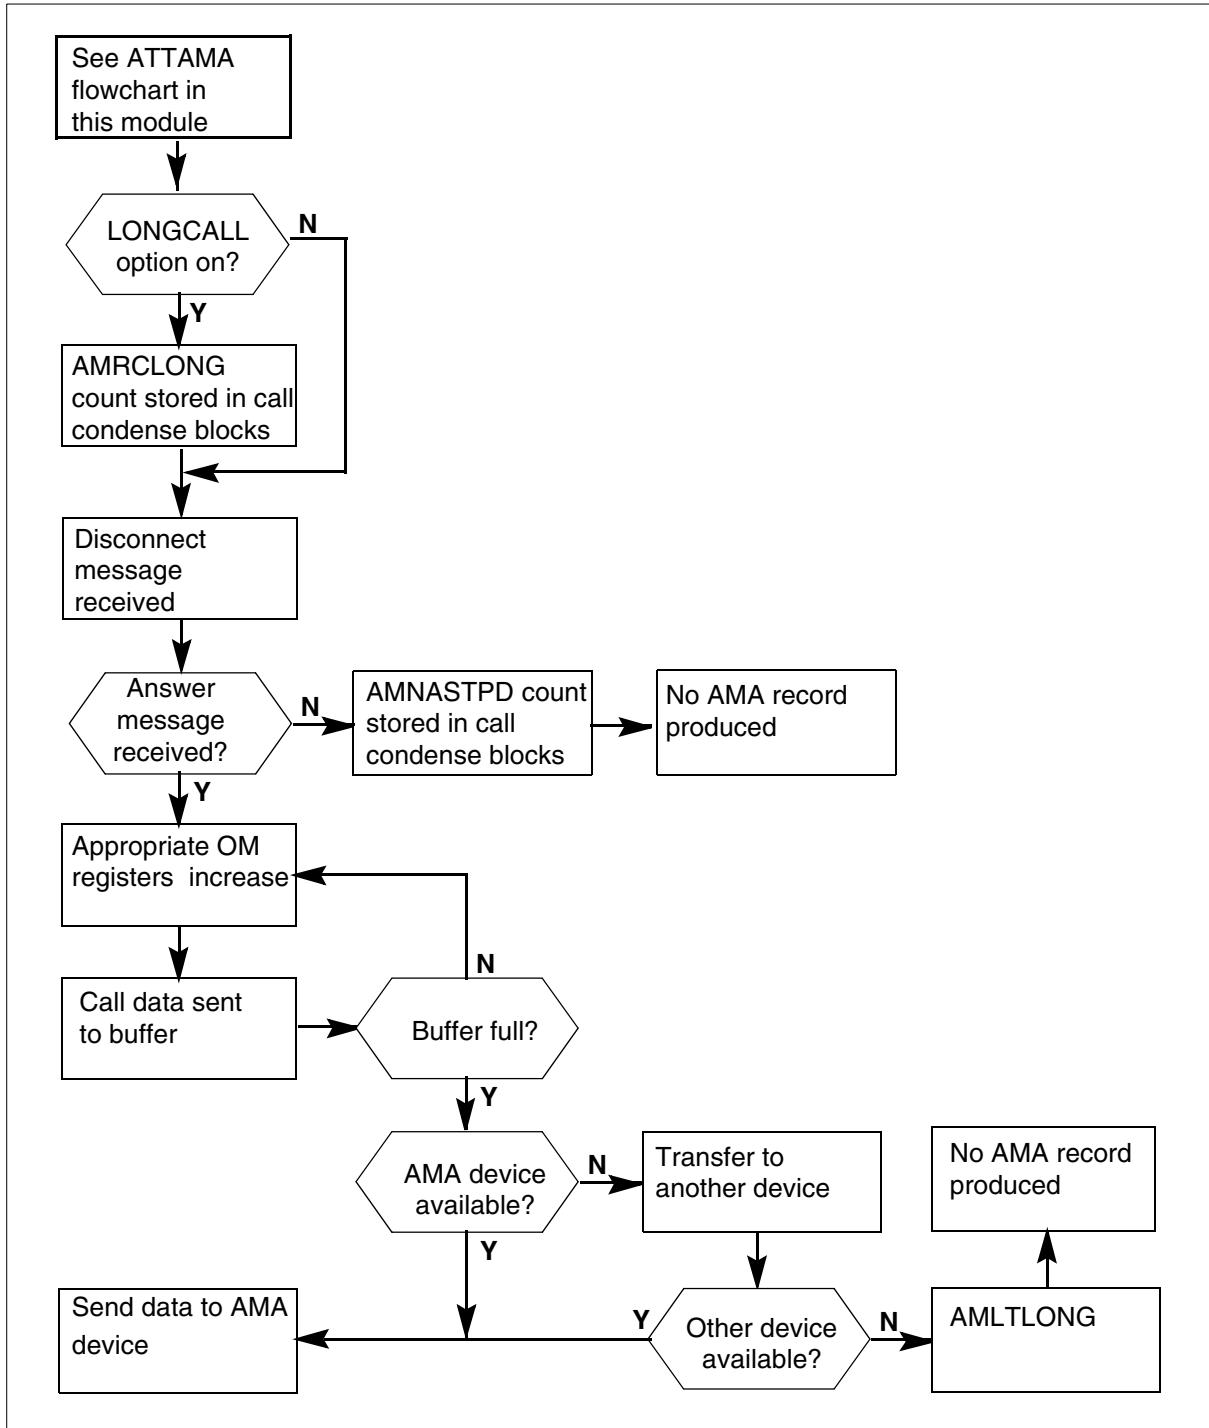 See ATTAMA
flowchart in
this module
LONGCALL
option on?
N
Y
AMRCLONG
count stored in call
condense blocks
Disconnect
message
received
Answer
message
received?
N
AMNASTPD count
stored in call
condense blocks
No AMA record
produced
Y
Appropriate OM
registers increase
N
Call data sent
to buffer
Buffer full?
Y
AMA device
available?
N
Transfer to
another device
No AMA record
produced
Y
Send data to AMA
device
Y
Other device
available?
N
AMLTLONG